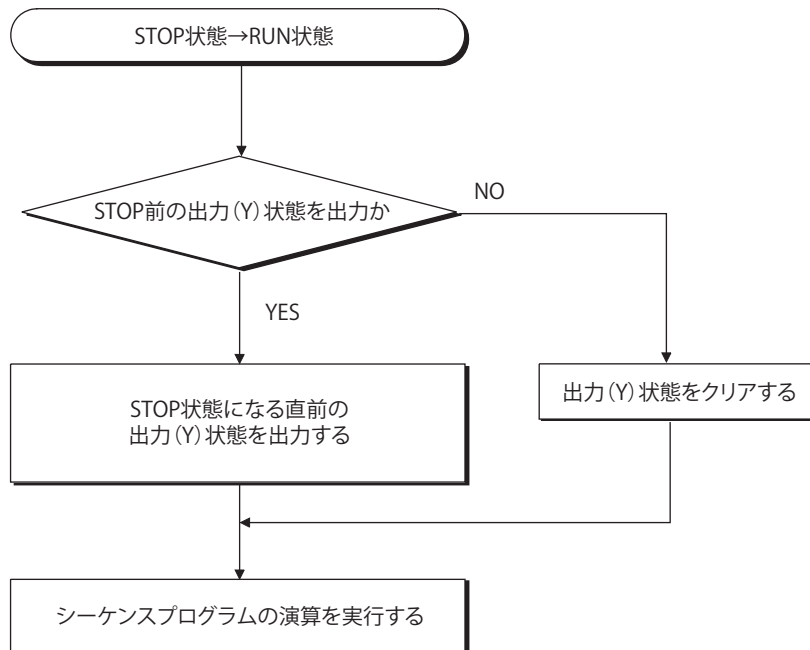 STOP状態→RUN状態
STOP前の出力(Y)状態を出力か
NO
YES
STOP状態になる直前の
出力(Y)状態を出力する
出力(Y)状態をクリアする
シーケンスプログラムの演算を実行する